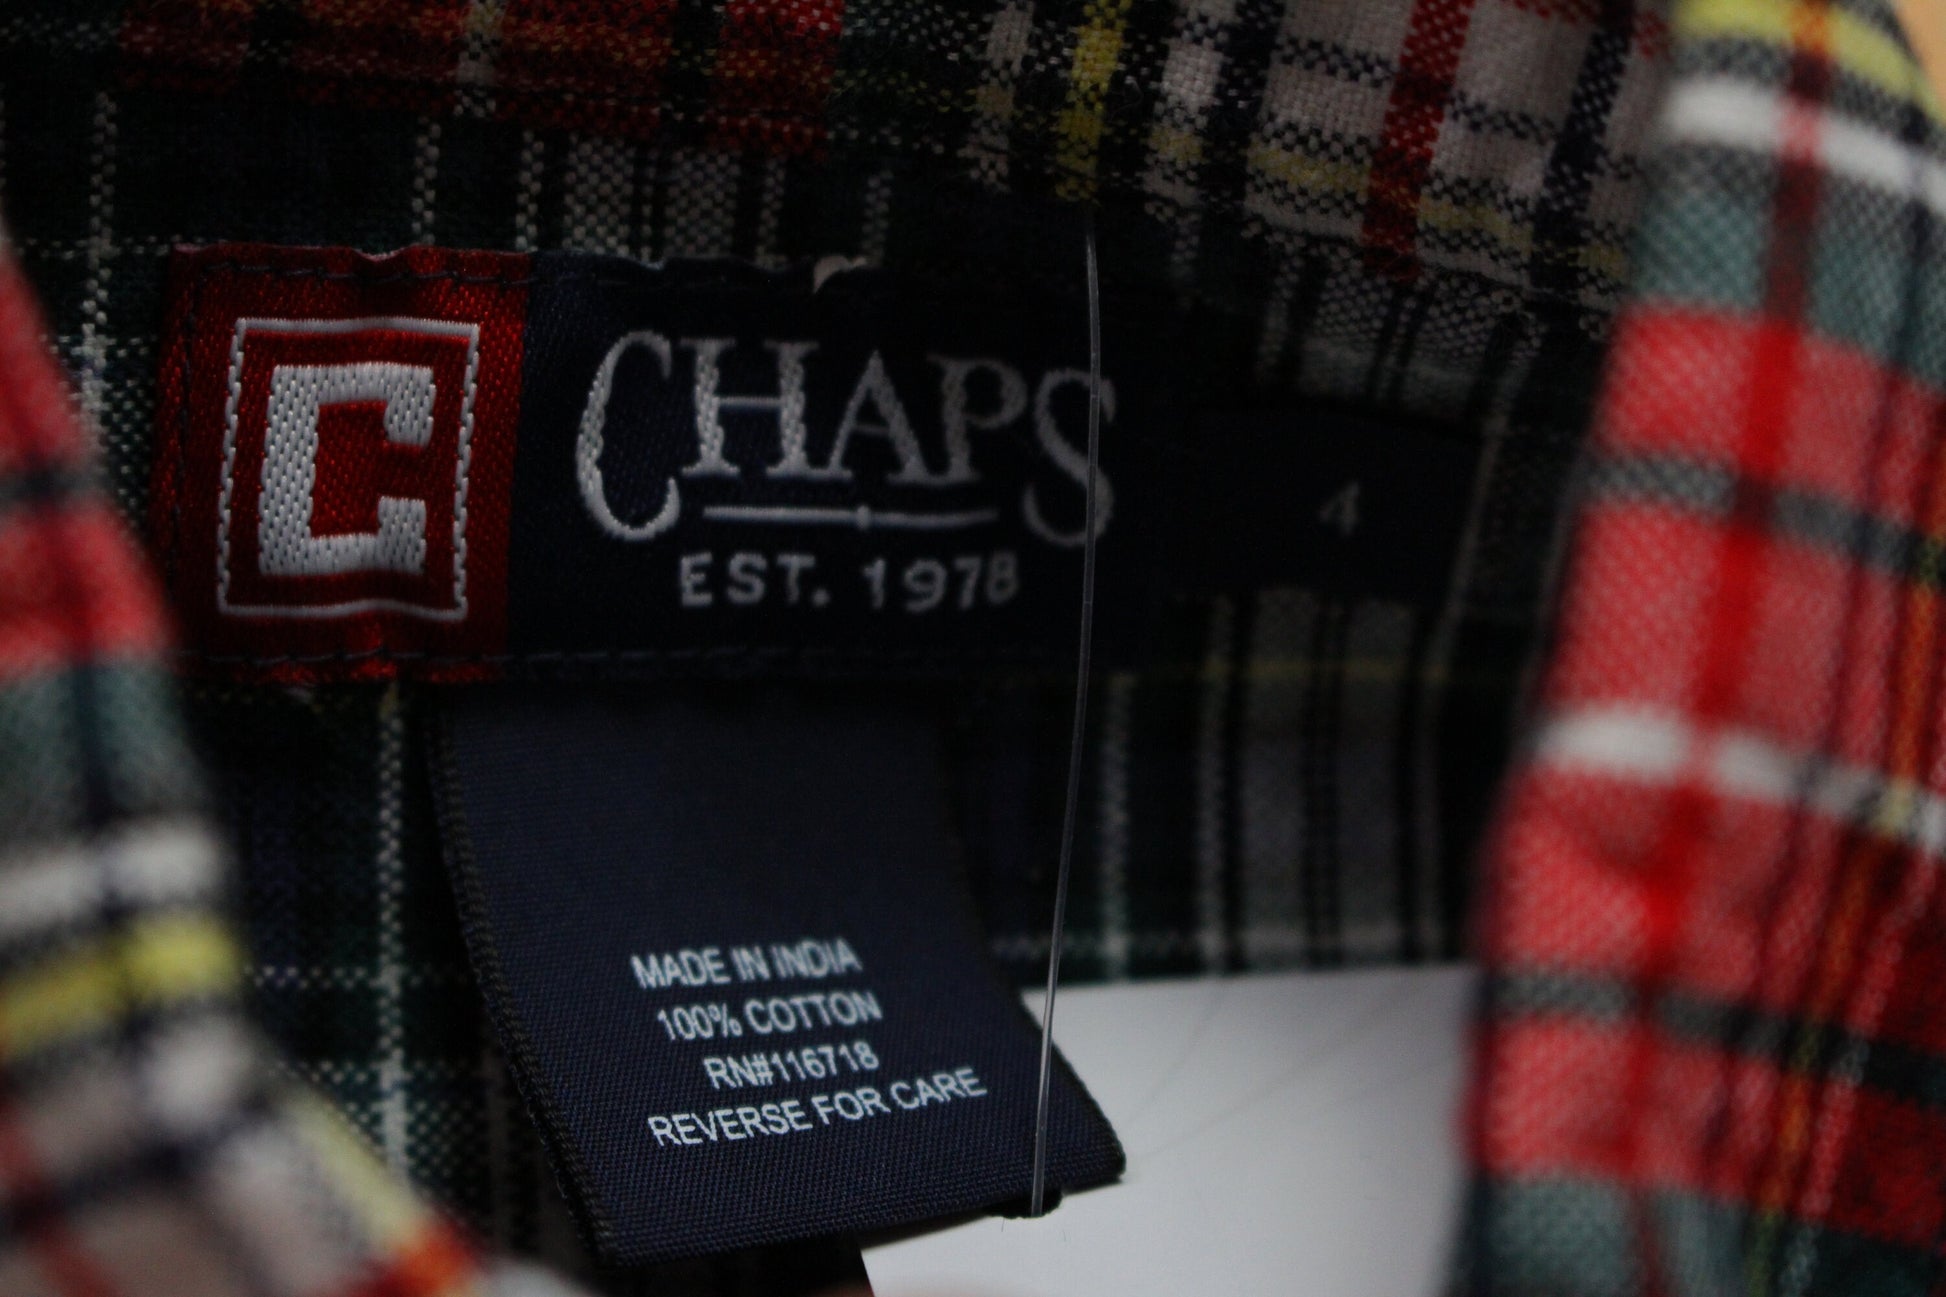 C
CHAPS
EST. 1978
4
MADE IN INDIA
100% COTTON
RN#116718
REVERSE FOR CARE